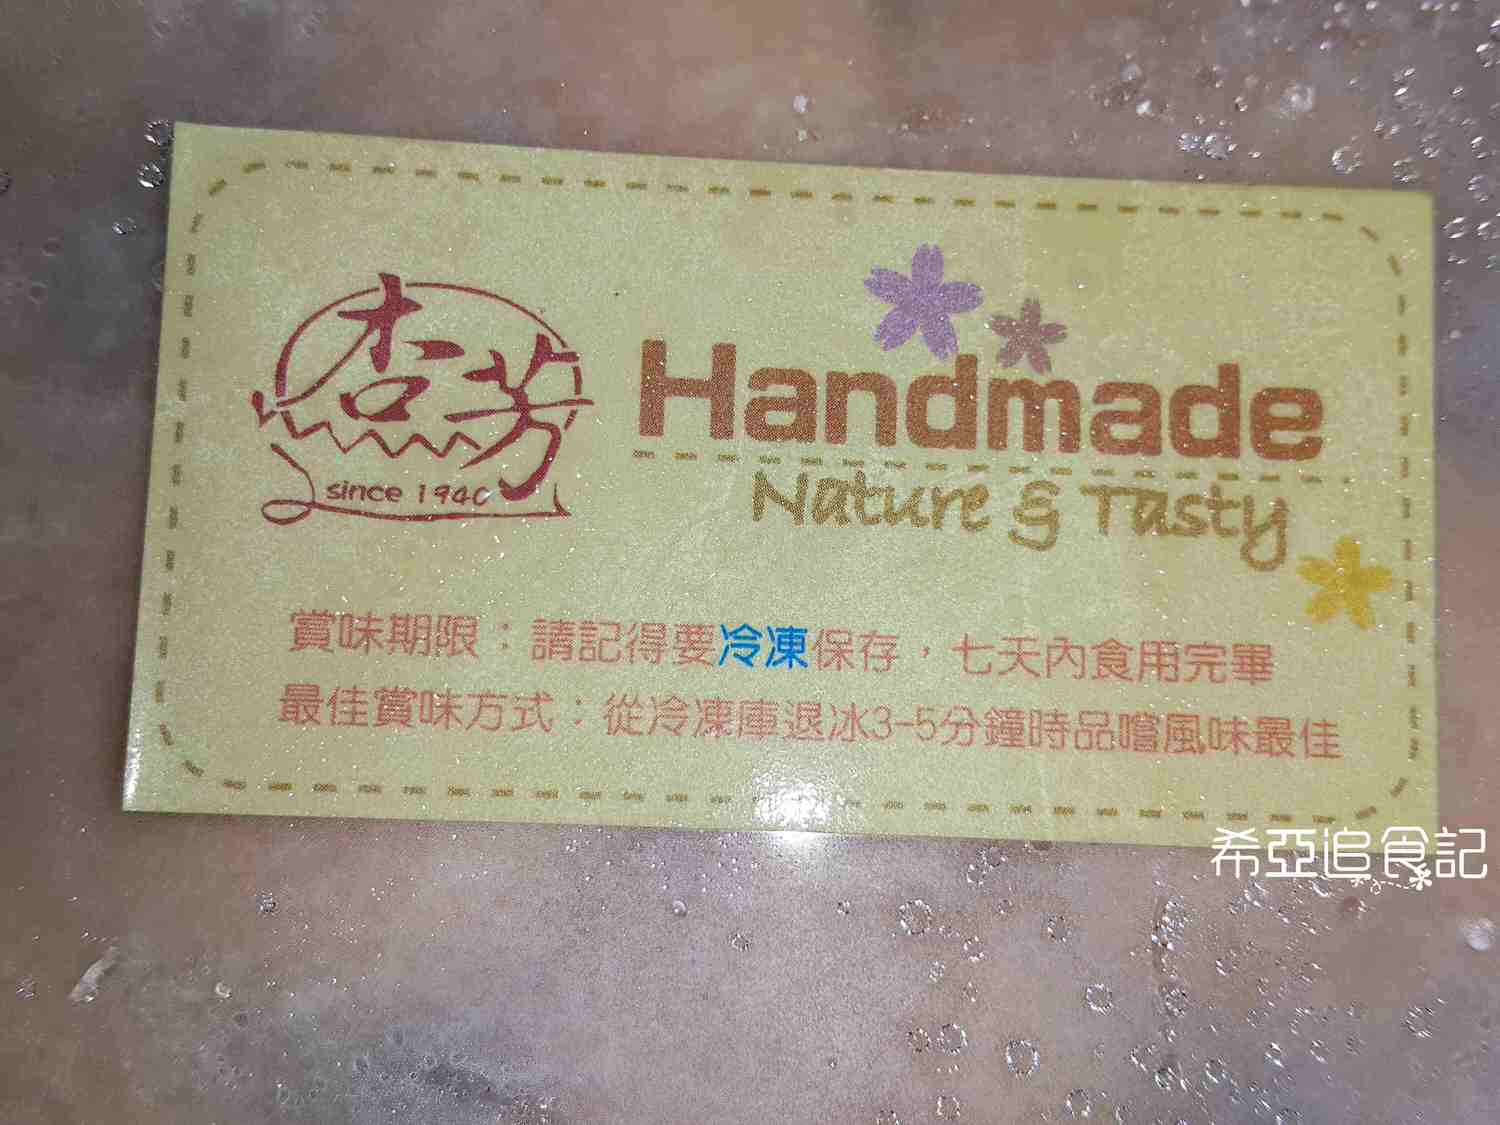 杏芳
since 1940
Handmade
Nature & Tasty
賞味期限：請記得要冷凍保存，七天內食用完畢
最佳賞味方式：從冷凍庫退冰3-5分鐘時品嚐風味最佳
希亞追食記